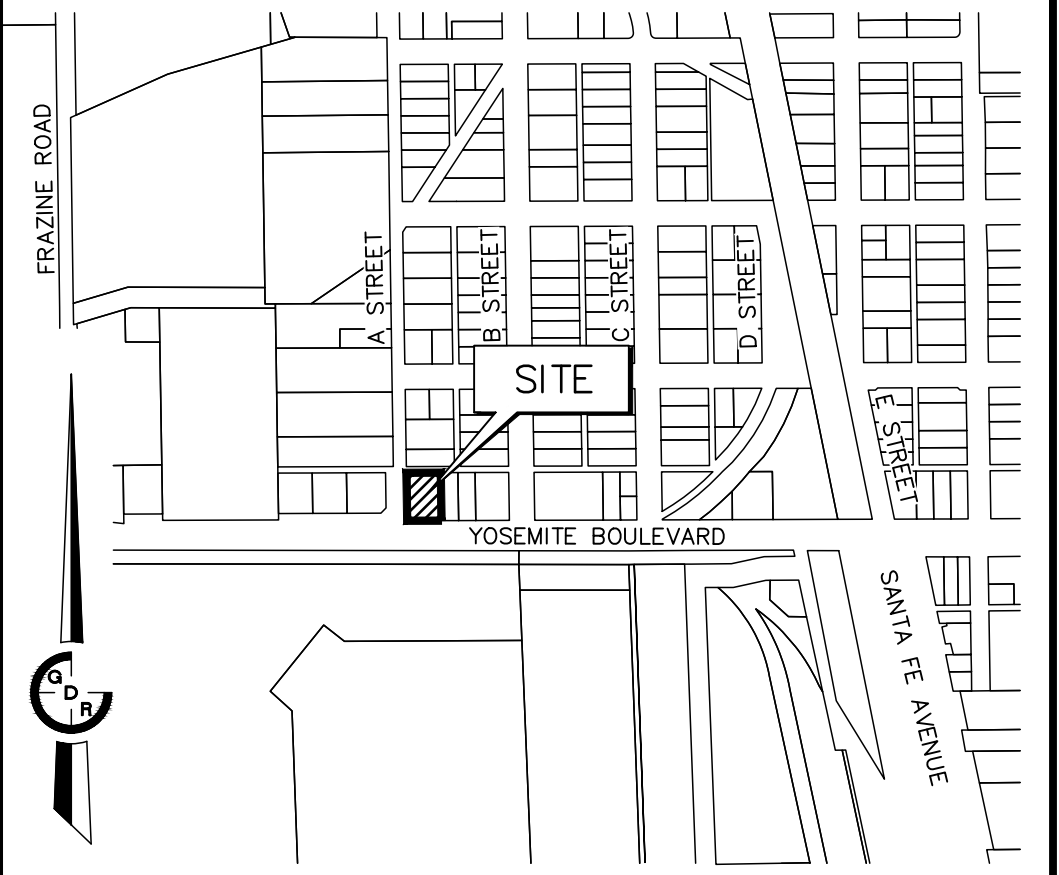 FRAZINE ROAD
A STREET
B STREET
C STREET
D STREET
SITE
E STREET
YOSEMITE BOULEVARD
SANTA FE AVENUE
G
D
R